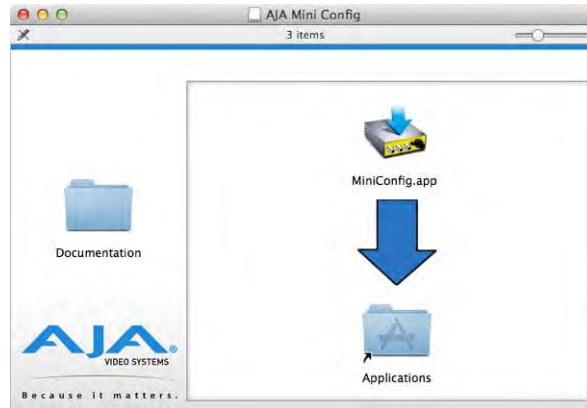 AJA Mini Config
3 items
MiniConfig.app
Documentation
AJA
VIDEO SYSTEMS
Because it matters.
Applications